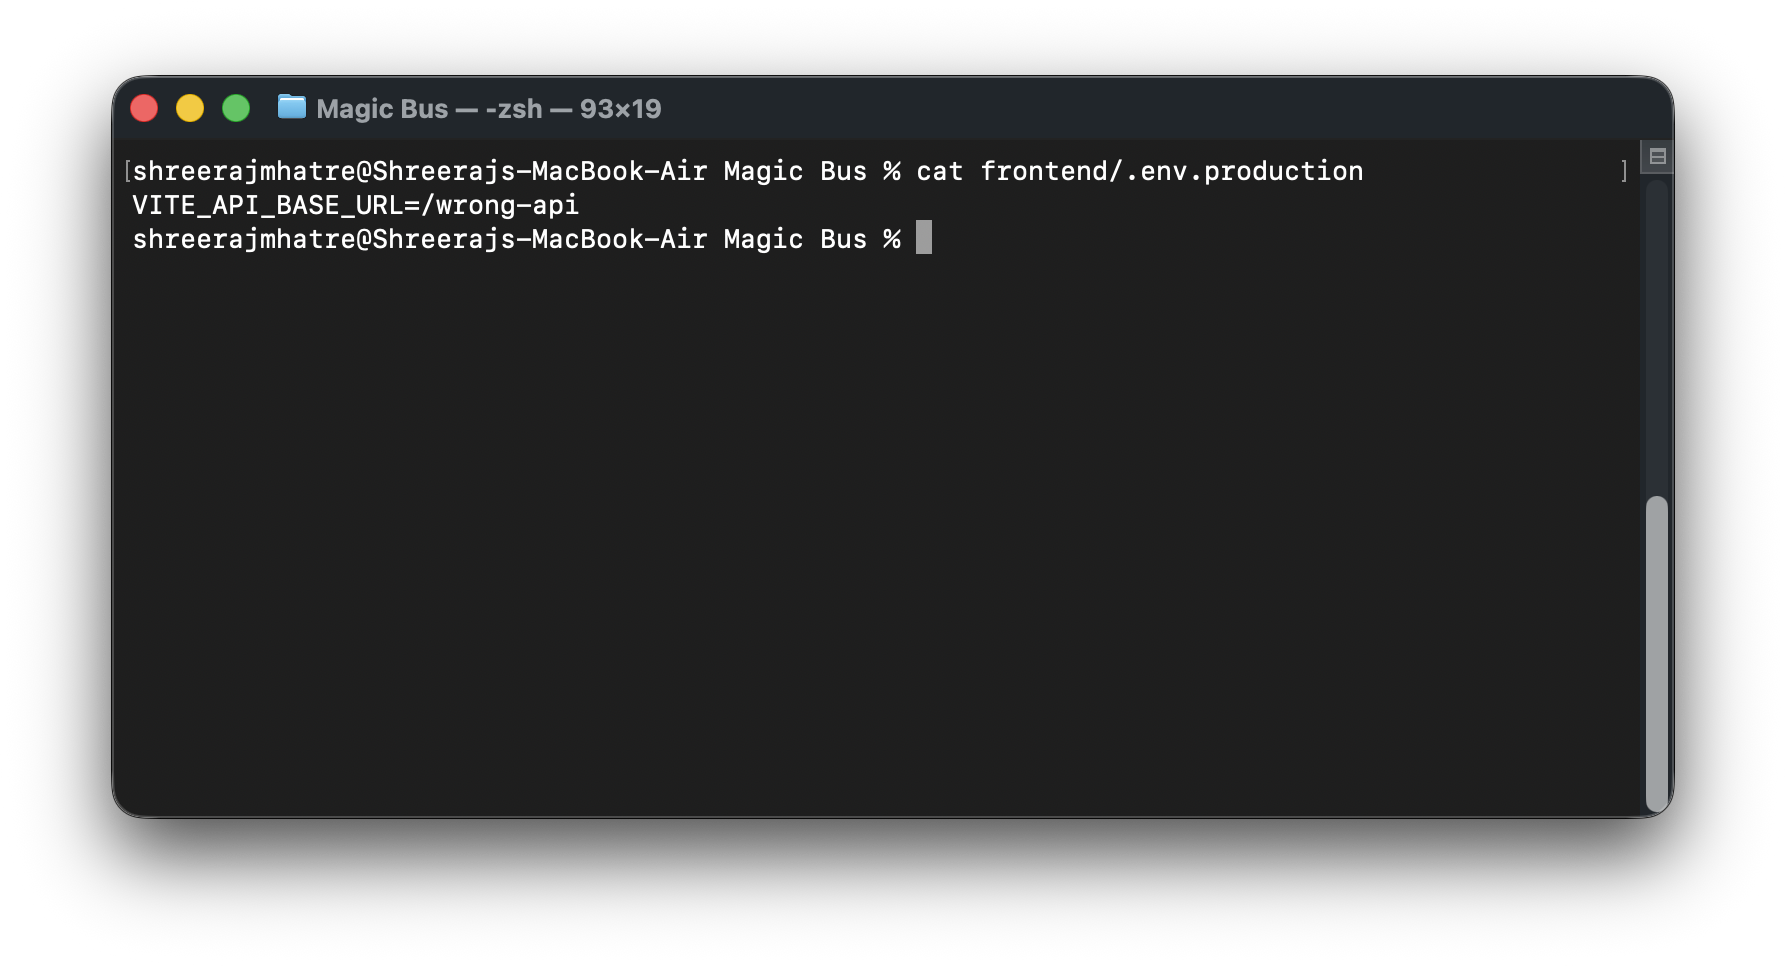 Magic Bus — -zsh — 93×19
[shreerajmhatre@Shreerajs-MacBook-Air Magic Bus % cat frontend/.env.production ]
VITE_API_BASE_URL=/wrong-api
shreerajmhatre@Shreerajs-MacBook-Air Magic Bus %